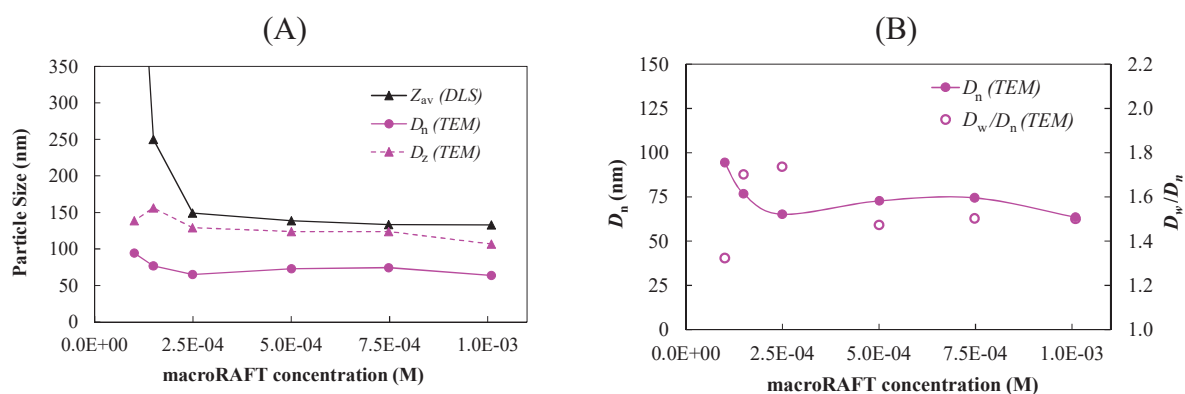 (A)
350
300
250
200
150
100
50
0
Particle Size (nm)
Zav (DLS)
Dn (TEM)
Dz (TEM)
0.0E+00 2.5E-04 5.0E-04 7.5E-04 1.0E-03
macroRAFT concentration (M)
(B)
150
125
100
75
50
25
0
Dn (nm)
Dn (TEM)
Dw/Dn (TEM)
2.2
2.0
1.8
1.6
1.4
1.2
1.0
Dw/Dn
0.0E+00 2.5E-04 5.0E-04 7.5E-04 1.0E-03
macroRAFT concentration (M)